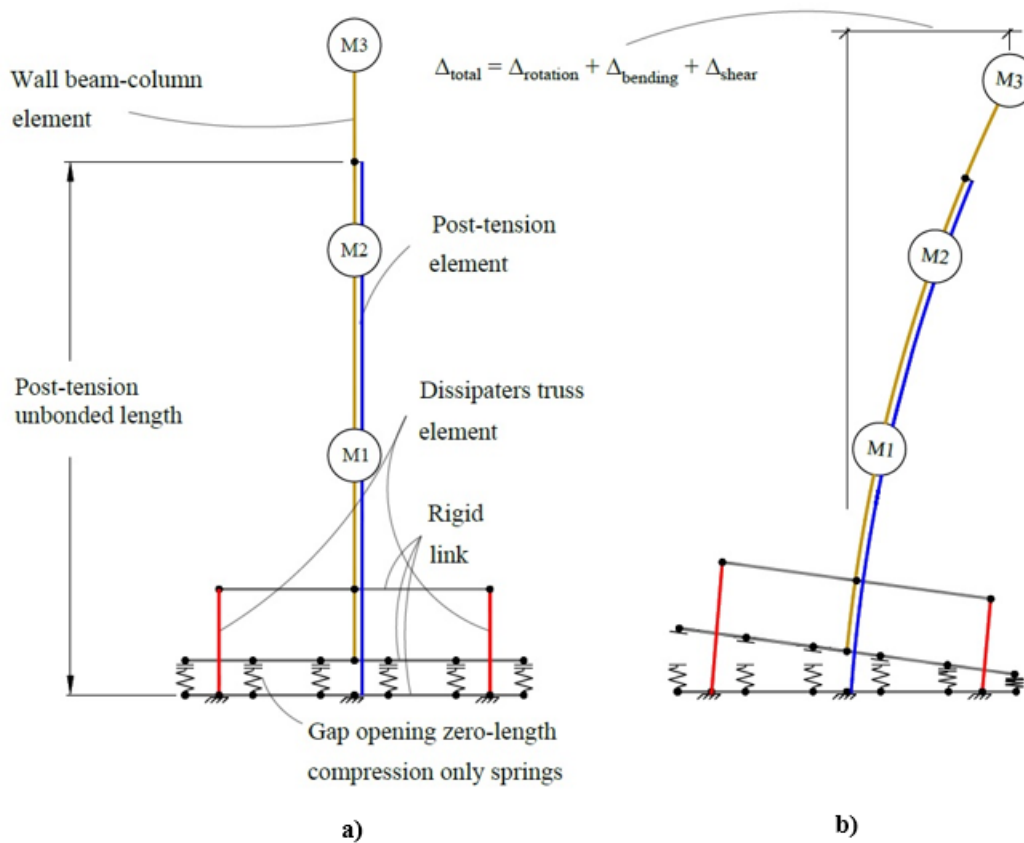 M3
Wall beam-column
element
Δtotal = Δrotation + Δbending + Δshear
M3
M2
Post-tension
element
M2
Post-tension
unbonded length
Dissipaters truss
element
M1
M1
Rigid
link
Gap opening zero-length
compression only springs
a)
b)